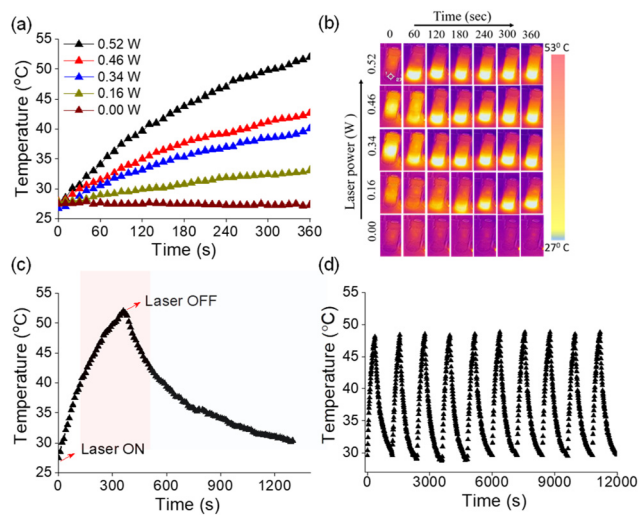 (a)
0.52 W
0.46 W
0.34 W
0.16 W
0.00 W
Temperature (°C)
55
50
45
40
35
30
25
0 60 120 180 240 300 360
Time (s)
(b)
Time (sec)
0 60 120 180 240 300 360
Laser power (W )
0.52
0.46
0.34
0.16
0.00
53° C
27° C
(c)
Temperature (°C)
55
50
45
40
35
30
25
Laser OFF
Laser ON
0 300 600 900 1200
Time (s)
(d)
Temperature (°C)
55
50
45
40
35
30
0 3000 6000 9000 12000
Time (s)